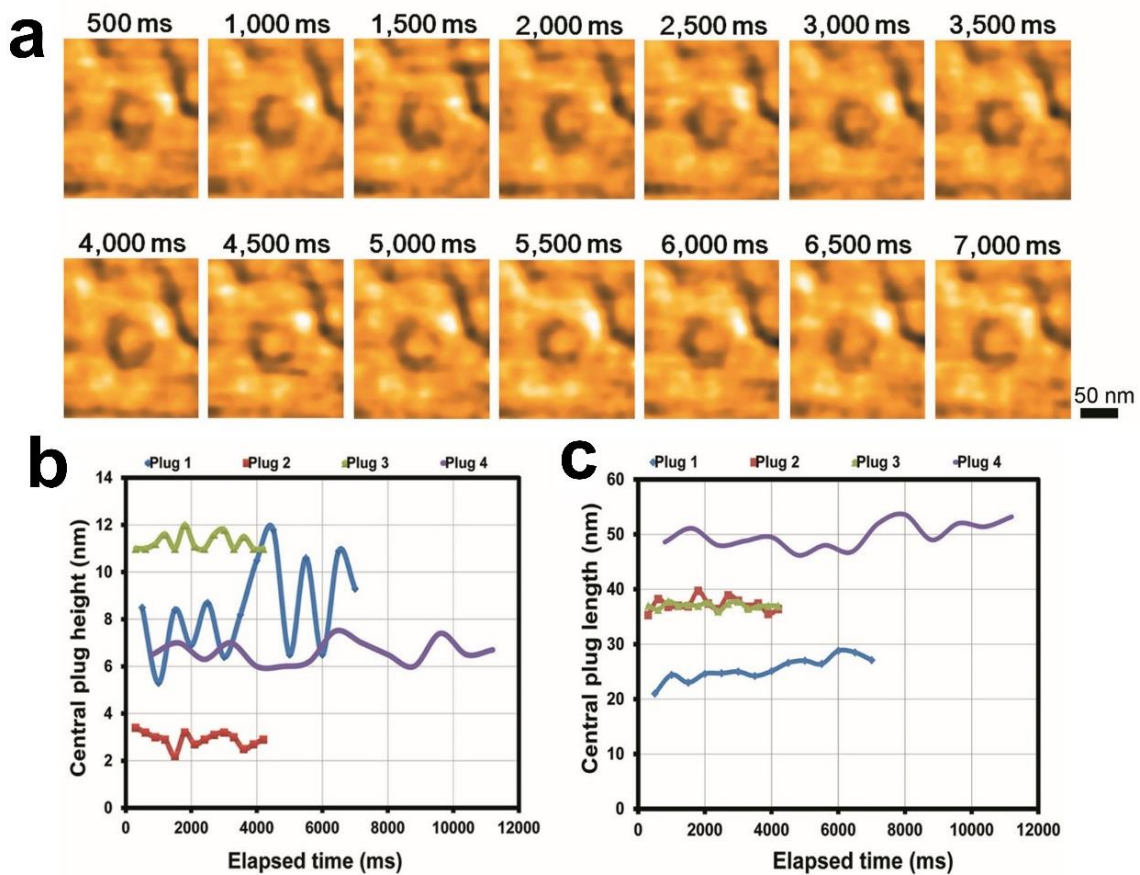 a
500 ms 1,000 ms 1,500 ms 2,000 ms 2,500 ms 3,000 ms 3,500 ms
4,000 ms 4,500 ms 5,000 ms 5,500 ms 6,000 ms 6,500 ms 7,000 ms
50 nm
b
Plug 1 Plug 2 Plug 3 Plug 4
Central plug height (nm)
14
12
10
8
6
4
2
0
0 2000 4000 6000 8000 10000 12000
Elapsed time (ms)
c
Plug 1 Plug 2 Plug 3 Plug 4
Central plug length (nm)
60
50
40
30
20
10
0
0 2000 4000 6000 8000 10000 12000
Elapsed time (ms)